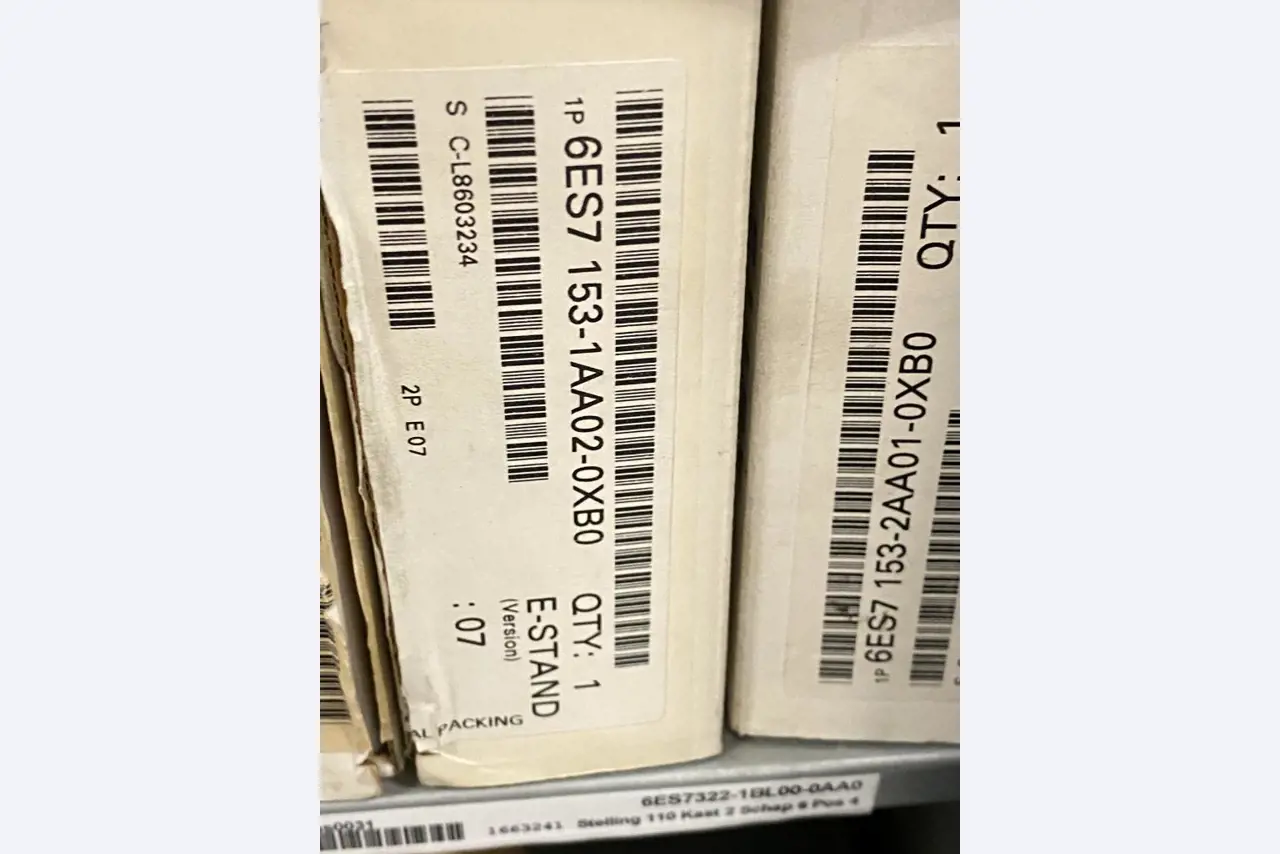 1P 6ES7 153-1AA02-0XB0 QTY: 1
S C-L8603234
E-STAND
(Version)
: 07
2P E 07
AL PACKING
1P 6ES7 153-2AA01-0XB0 QTY: 1
6ES7322-1BL00-0AA0
1663241 Stelling 110 Kast 2 Schap 6 Pos 4